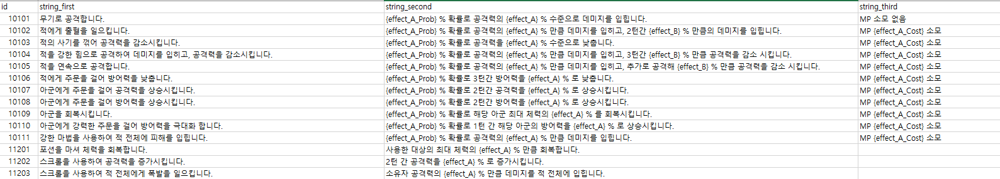 id string_first string_second string_third
10101 무기로 공격합니다. {effect_A_Prob} % 확률로 공격력의 {effect_A} % 수준으로 데미지를 입힙니다. MP 소모 없음
10102 적에게 출혈을 일으킵니다. {effect_A_Prob} % 확률로 공격력의 {effect_A} % 만큼 데미지를 입히고, 2턴간 {effect_B} % 만큼의 데미지를 입힙니다. MP {effect_A_Cost} 소모
10103 적의 사기를 꺾어 공격력을 감소시킵니다. {effect_A_Prob} % 확률로 공격력을 {effect_A} % 수준으로 낮춥니다. MP {effect_A_Cost} 소모
10104 적을 강한 힘으로 공격하여 데미지를 입히고, 공격력을 감소시킵니다. {effect_A_Prob} % 확률로 공격력의 {effect_A} % 만큼 데미지를 입히고, 3턴간 {effect_B} % 만큼 공격력을 감소 시킵니다. MP {effect_A_Cost} 소모
10105 적을 연속으로 공격합니다. {effect_A_Prob} % 확률로 공격력의 {effect_A} % 만큼 데미지를 입히고, 추가로 공격해 {effect_B} % 만큼 공격력을 감소 시킵니다. MP {effect_A_Cost} 소모
10106 적에게 주문을 걸어 방어력을 낮춥니다. {effect_A_Prob} % 확률로 3턴간 방어력을 {effect_A} % 로 낮춥니다. MP {effect_A_Cost} 소모
10107 아군에게 주문을 걸어 공격력을 상승시킵니다. {effect_A_Prob} % 확률로 2턴간 공격력을 {effect_A} % 로 상승시킵니다. MP {effect_A_Cost} 소모
10108 아군에게 주문을 걸어 방어력을 상승시킵니다. {effect_A_Prob} % 확률로 2턴간 방어력을 {effect_A} % 로 상승시킵니다. MP {effect_A_Cost} 소모
10109 아군을 회복시킵니다. {effect_A_Prob} % 확률로 해당 아군 최대 체력의 {effect_A} % 를 회복시킵니다. MP {effect_A_Cost} 소모
10110 아군에게 강력한 주문을 걸어 방어력을 극대화 합니다. {effect_A_Prob} % 확률로 1턴 간 해당 아군의 방어력을 {effect_A} % 로 상승시킵니다. MP {effect_A_Cost} 소모
10111 강한 마법을 사용하여 적 전체에 피해를 입힙니다. {effect_A_Prob} % 확률로 공격력의 {effect_A} % 만큼 데미지를 입힙니다. MP {effect_A_Cost} 소모
11201 포션을 마셔 체력을 회복합니다. 사용한 대상의 최대 체력의 {effect_A} % 만큼 회복합니다.
11202 스크롤을 사용하여 공격력을 증가시킵니다. 2턴 간 공격력을 {effect_A} % 로 증가시킵니다.
11203 스크롤을 사용하여 적 전체에게 폭발을 일으킵니다. 소유자 공격력의 {effect_A} % 만큼 데미지를 적 전체에 입힙니다.